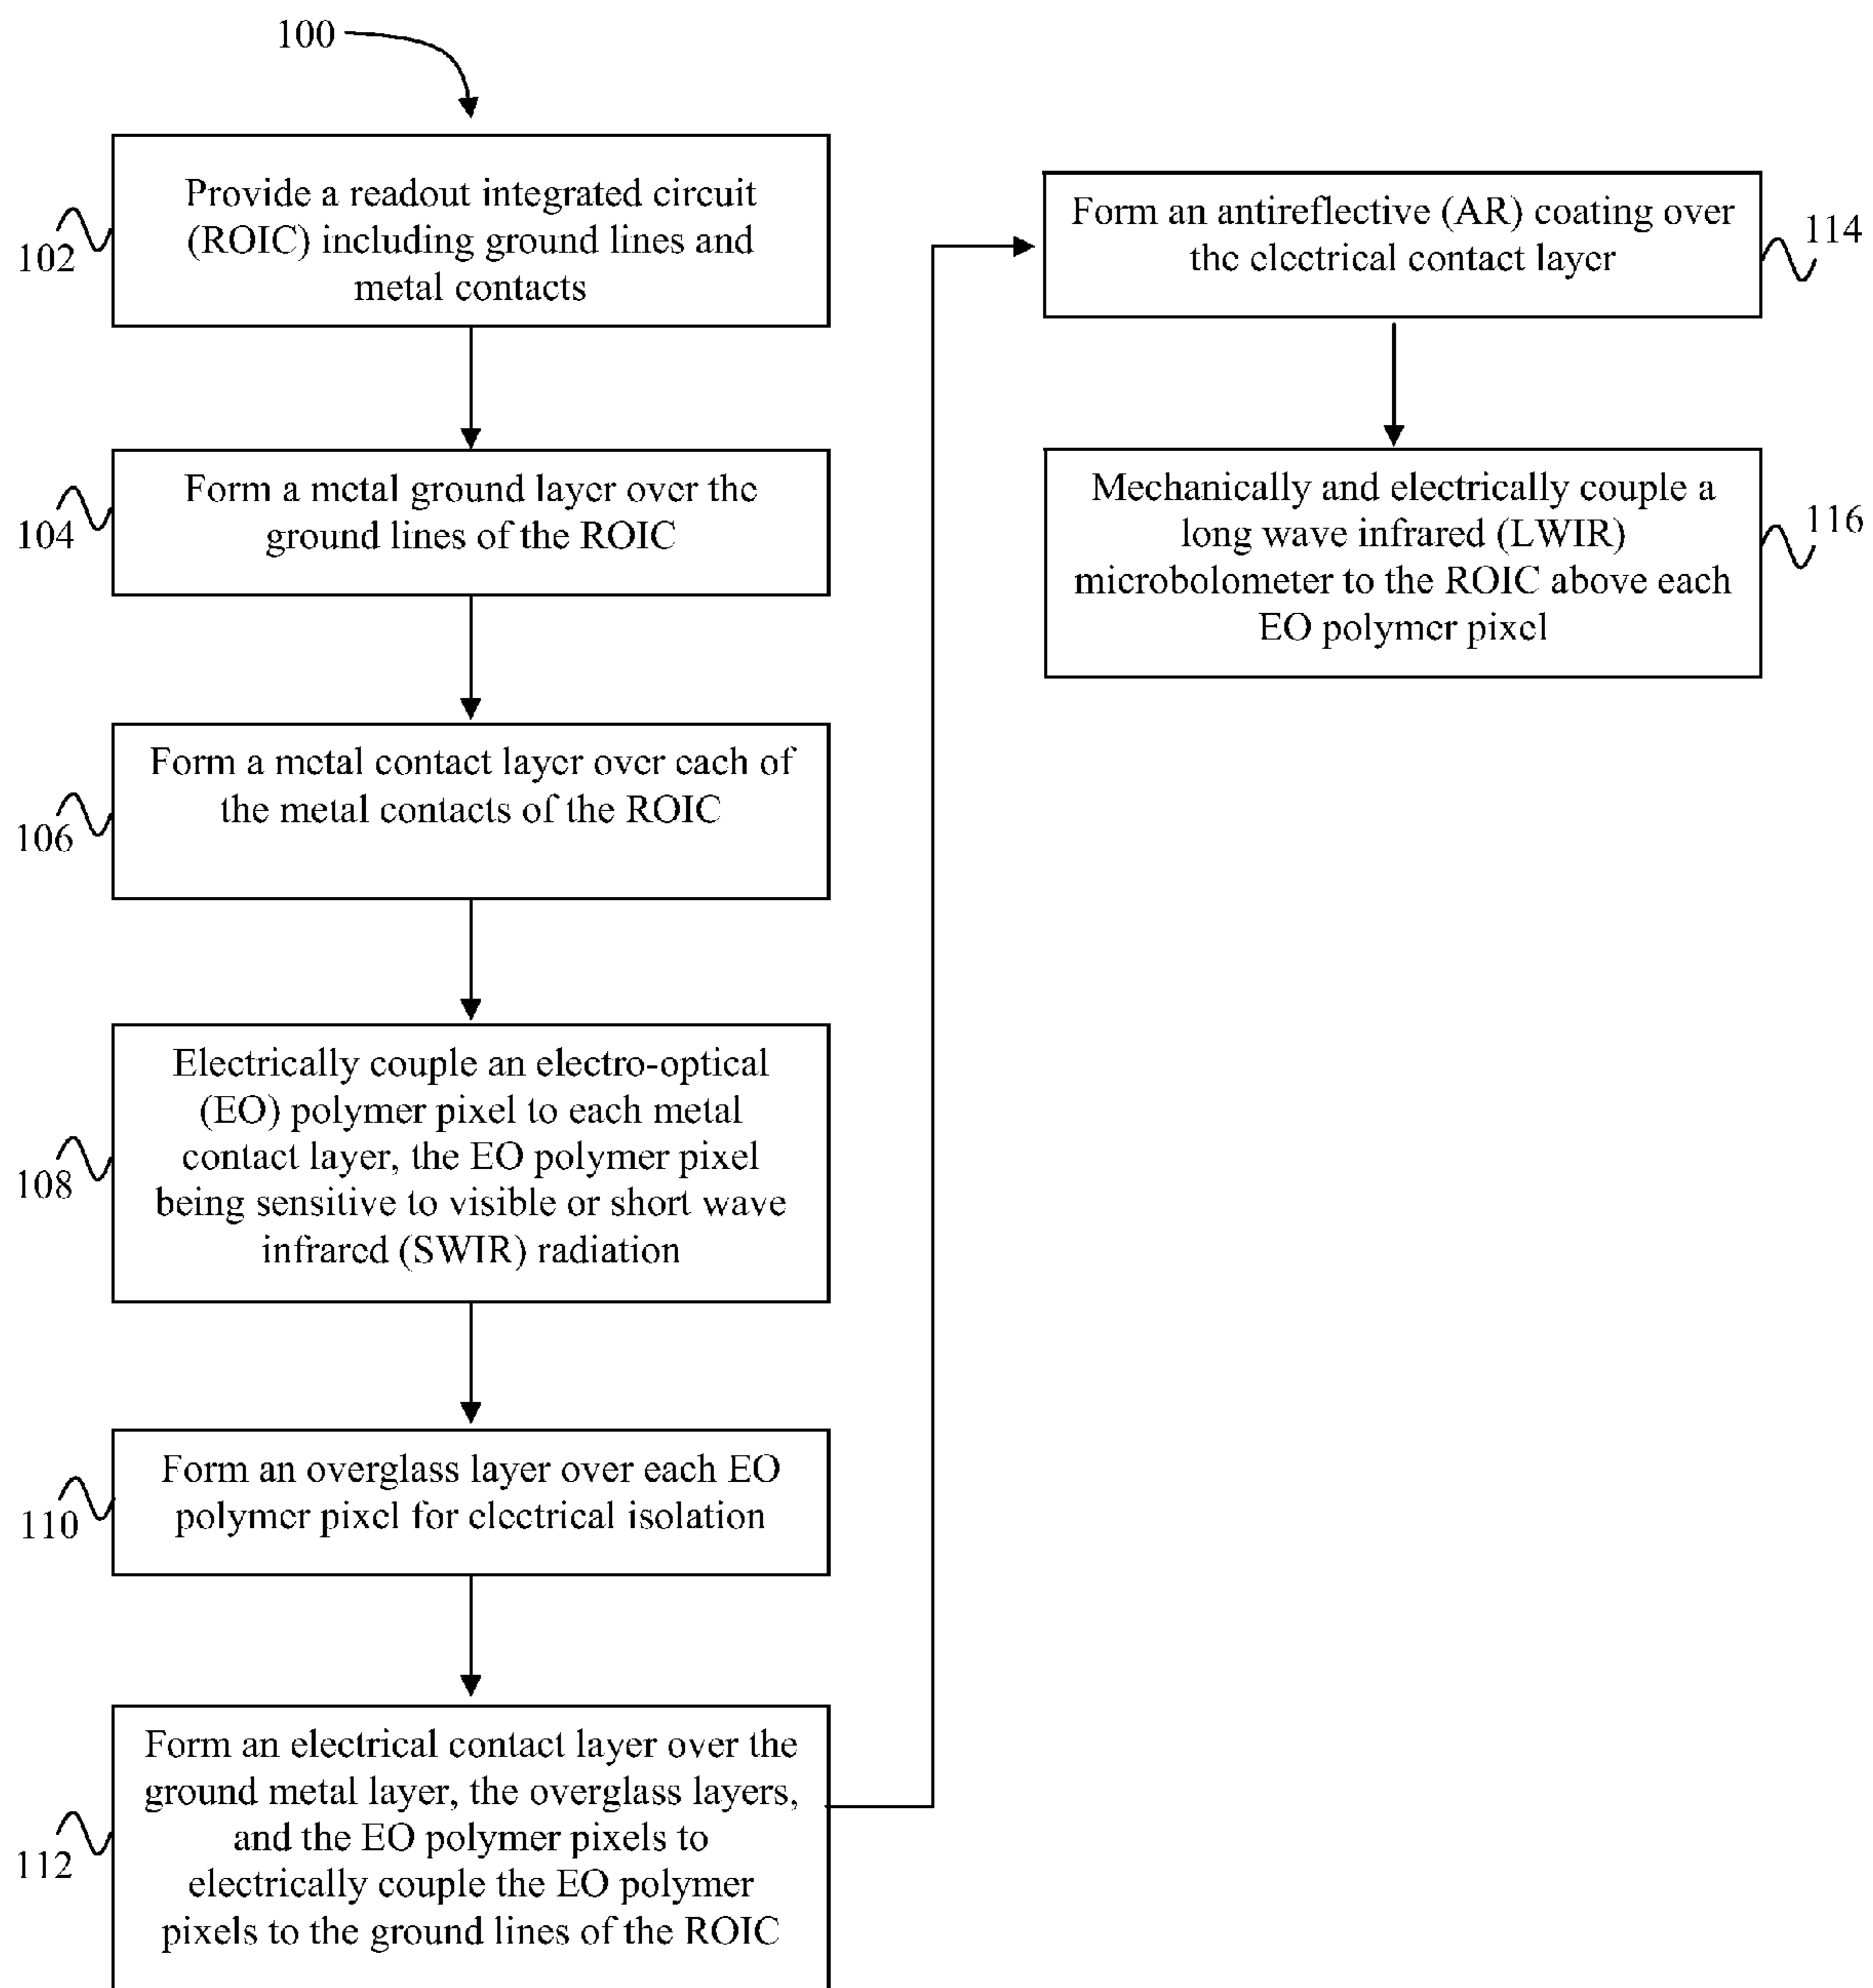 100
102
Provide a readout integrated circuit
(ROIC) including ground lines and
metal contacts
104
Form a metal ground layer over the
ground lines of the ROIC
106
Form a metal contact layer over each of
the metal contacts of the ROIC
108
Electrically couple an electro-optical
(EO) polymer pixel to each metal
contact layer, the EO polymer pixel
being sensitive to visible or short wave
infrared (SWIR) radiation
110
Form an overglass layer over each EO
polymer pixel for electrical isolation
112
Form an electrical contact layer over the
ground metal layer, the overglass layers,
and the EO polymer pixels to
electrically couple the EO polymer
pixels to the ground lines of the ROIC
Form an antireflective (AR) coating over
the electrical contact layer
114
Mechanically and electrically couple a
long wave infrared (LWIR)
microbolometer to the ROIC above each
EO polymer pixel
116